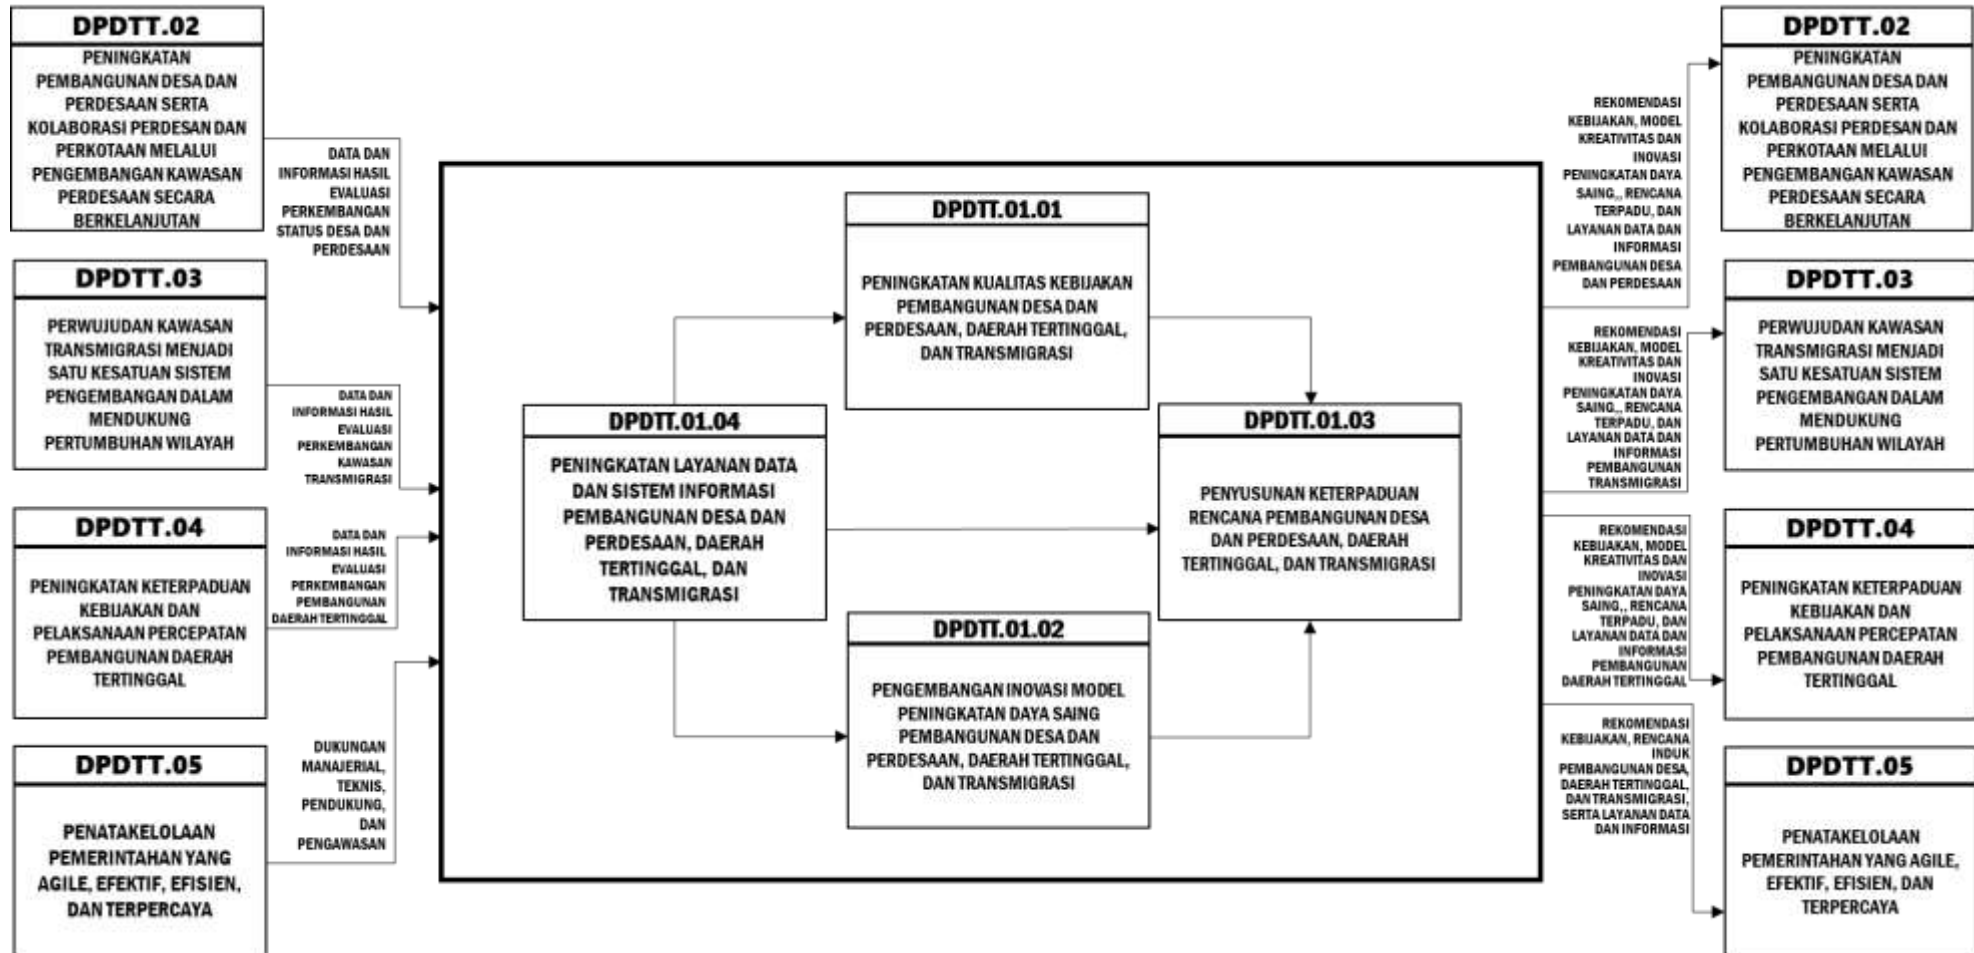 DPDTT.02
PENINGKATAN
PEMBANGUNAN DESA DAN
PERDESAAN SERTA
KOLABORASI PERDESAN DAN
PERKOTAAN MELALUI
PENGEMBANGAN KAWASAN
PERDESAAN SECARA
BERKELANJUTAN
DPDTT.03
PERWUJUDAN KAWASAN
TRANSMIGRASI MENJADI
SATU KESATUAN SISTEM
PENGEMBANGAN DALAM
MENDUKUNG
PERTUMBUHAN WILAYAH
DPDTT.04
PENINGKATAN KETERPADUAN
KEBIJAKAN DAN
PELAKSANAAN PERCEPATAN
PEMBANGUNAN DAERAH
TERTINGGAL
DPDTT.05
PENATAKELOLAAN
PEMERINTAHAN YANG
AGILE, EFEKTIF, EFISIEN,
DAN TERPERCAYA
DATA DAN
INFORMASI HASIL
EVALUASI
PERKEMBANGAN
STATUS DESA DAN
PERDESAAN
DATA DAN
INFORMASI HASIL
EVALUASI
PERKEMBANGAN
KAWASAN
TRANSMIGRASI
DATA DAN
INFORMASI HASIL
EVALUASI
PERKEMBANGAN
PEMBANGUNAN
DAERAH TERTINGGAL
DUKUNGAN
MANAJERIAL,
TEKNIS,
PENDUKUNG,
DAN
PENGAWASAN
DPDTT.01.01
PENINGKATAN KUALITAS KEBIJAKAN
PEMBANGUNAN DESA DAN
PERDESAAN, DAERAH TERTINGGAL,
DAN TRANSMIGRASI
DPDTT.01.04
PENINGKATAN LAYANAN DATA
DAN SISTEM INFORMASI
PEMBANGUNAN DESA DAN
PERDESAAN, DAERAH
TERTINGGAL, DAN
TRANSMIGRASI
DPDTT.01.03
PENYUSUNAN KETERPADUAN
RENCANA PEMBANGUNAN DESA
DAN PERDESAAN, DAERAH
TERTINGGAL, DAN TRANSMIGRASI
DPDTT.01.02
PENGEMBANGAN INOVASI MODEL
PENINGKATAN DAYA SAING
PEMBANGUNAN DESA DAN
PERDESAAN, DAERAH TERTINGGAL,
DAN TRANSMIGRASI
REKOMENDASI
KEBIJAKAN, MODEL
KREATIVITAS DAN
INOVASI
PENINGKATAN DAYA
SAING,, RENCANA
TERPADU, DAN
LAYANAN DATA DAN
INFORMASI
PEMBANGUNAN DESA
DAN PERDESAAN
REKOMENDASI
KEBIJAKAN, MODEL
KREATIVITAS DAN
INOVASI
PENINGKATAN DAYA
SAING,, RENCANA
TERPADU, DAN
LAYANAN DATA DAN
INFORMASI
PEMBANGUNAN
TRANSMIGRASI
REKOMENDASI
KEBIJAKAN, MODEL
KREATIVITAS DAN
INOVASI
PENINGKATAN DAYA
SAING,, RENCANA
TERPADU, DAN
LAYANAN DATA DAN
INFORMASI
PEMBANGUNAN
DAERAH TERTINGGAL
REKOMENDASI
KEBIJAKAN, RENCANA
INDUK
PEMBANGUNAN DESA,
DAERAH TERTINGGAL,
DAN TRANSMIGRASI,
SERTA LAYANAN DATA
DAN INFORMASI
DPDTT.02
PENINGKATAN
PEMBANGUNAN DESA DAN
PERDESAAN SERTA
KOLABORASI PERDESAN DAN
PERKOTAAN MELALUI
PENGEMBANGAN KAWASAN
PERDESAAN SECARA
BERKELANJUTAN
DPDTT.03
PERWUJUDAN KAWASAN
TRANSMIGRASI MENJADI
SATU KESATUAN SISTEM
PENGEMBANGAN DALAM
MENDUKUNG
PERTUMBUHAN WILAYAH
DPDTT.04
PENINGKATAN KETERPADUAN
KEBIJAKAN DAN
PELAKSANAAN PERCEPATAN
PEMBANGUNAN DAERAH
TERTINGGAL
DPDTT.05
PENATAKELOLAAN
PEMERINTAHAN YANG AGILE,
EFEKTIF, EFISIEN, DAN
TERPERCAYA